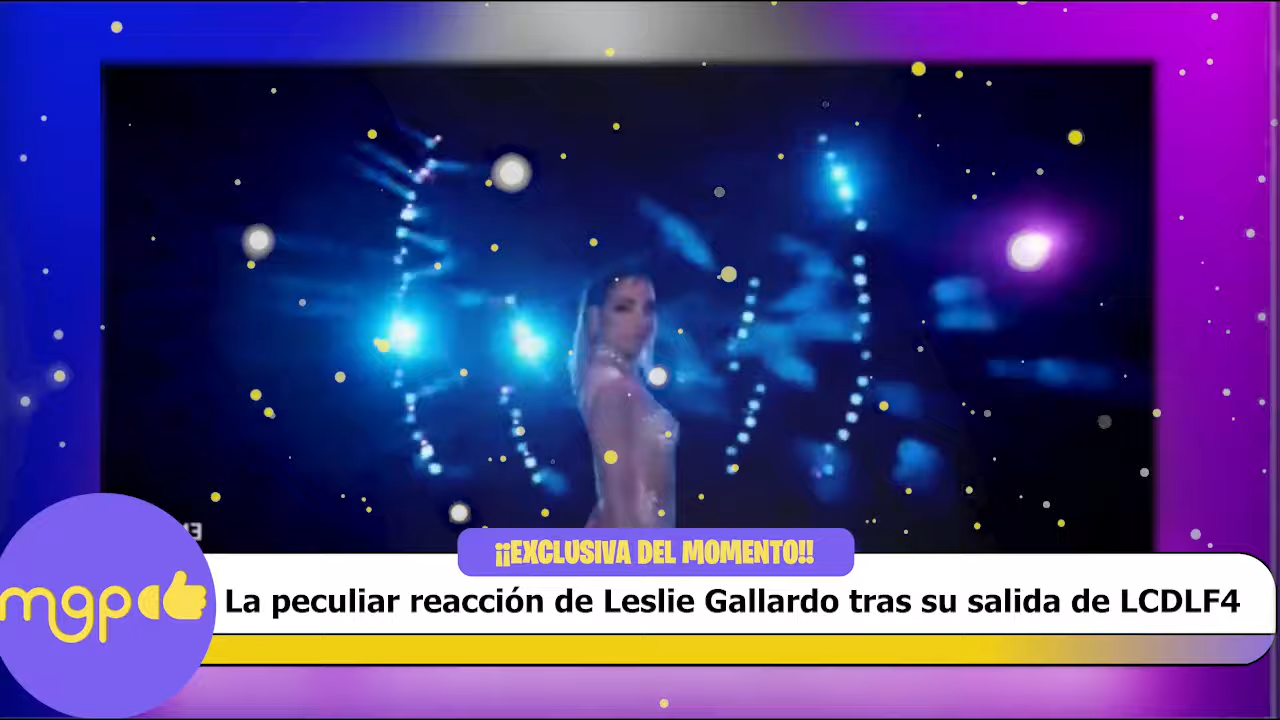 ¡¡EXCLUSIVA DEL MOMENTO!!
La peculiar reacción de Leslie Gallardo tras su salida de LCDLF4
mgp